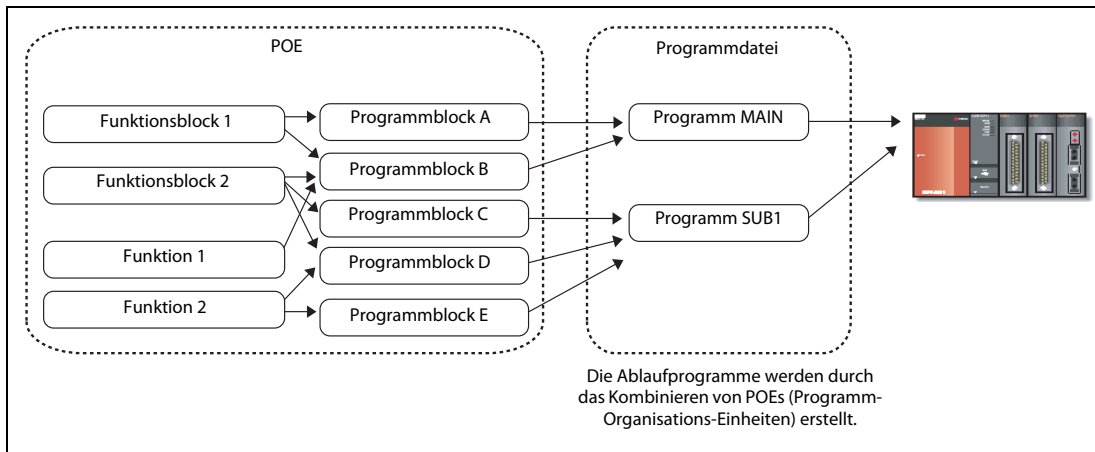 POE
Programmdatei
Funktionsblock 1
Programmblock A
Programm MAIN
Funktionsblock 2
Programmblock B
Programmblock C
Programm SUB1
Funktion 1
Programmblock D
Funktion 2
Programmblock E
Die Ablaufprogramme werden durch
das Kombinieren von POEs (Programm-
Organisations-Einheiten) erstellt.